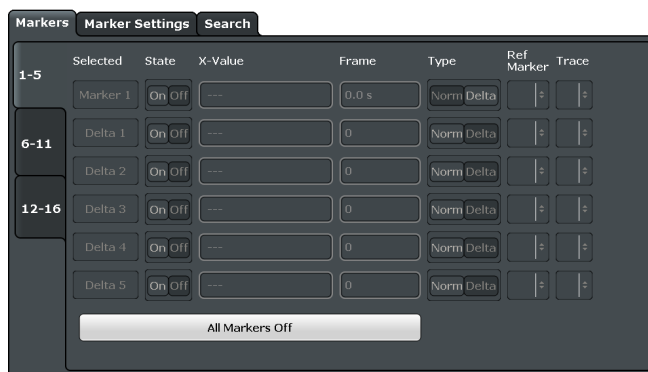 Markers Marker Settings Search
1-5
6-11
12-16
Selected State X-Value Frame Type Ref Marker Trace
Marker 1 On Off --- 0.0 s Norm Delta
Delta 1 On Off --- 0 Norm Delta
Delta 2 On Off --- 0 Norm Delta
Delta 3 On Off --- 0 Norm Delta
Delta 4 On Off --- 0 Norm Delta
Delta 5 On Off --- 0 Norm Delta
All Markers Off